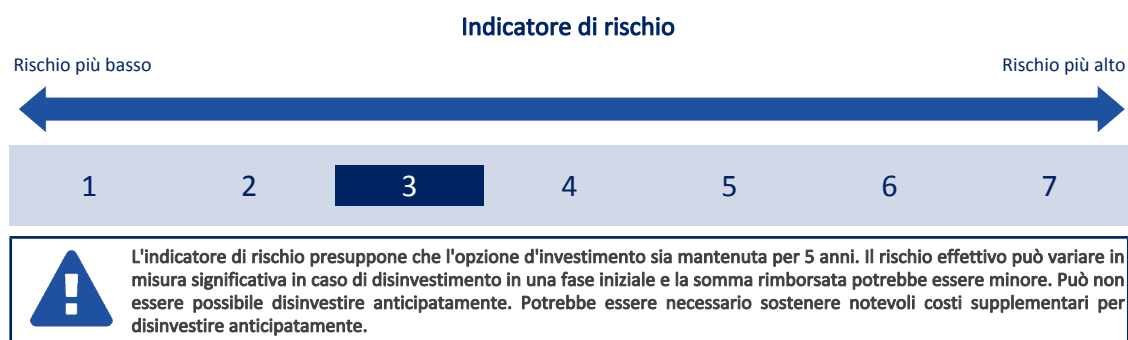 Indicatore di rischio
Rischio più basso
Rischio più alto
1 2 3 4 5 6 7
L'indicatore di rischio presuppone che l'opzione d'investimento sia mantenuta per 5 anni. Il rischio effettivo può variare in
misura significativa in caso di disinvestimento in una fase iniziale e la somma rimborsata potrebbe essere minore. Può non
essere possibile disinvestire anticipatamente. Potrebbe essere necessario sostenere notevoli costi supplementari per
disinvestire anticipatamente.